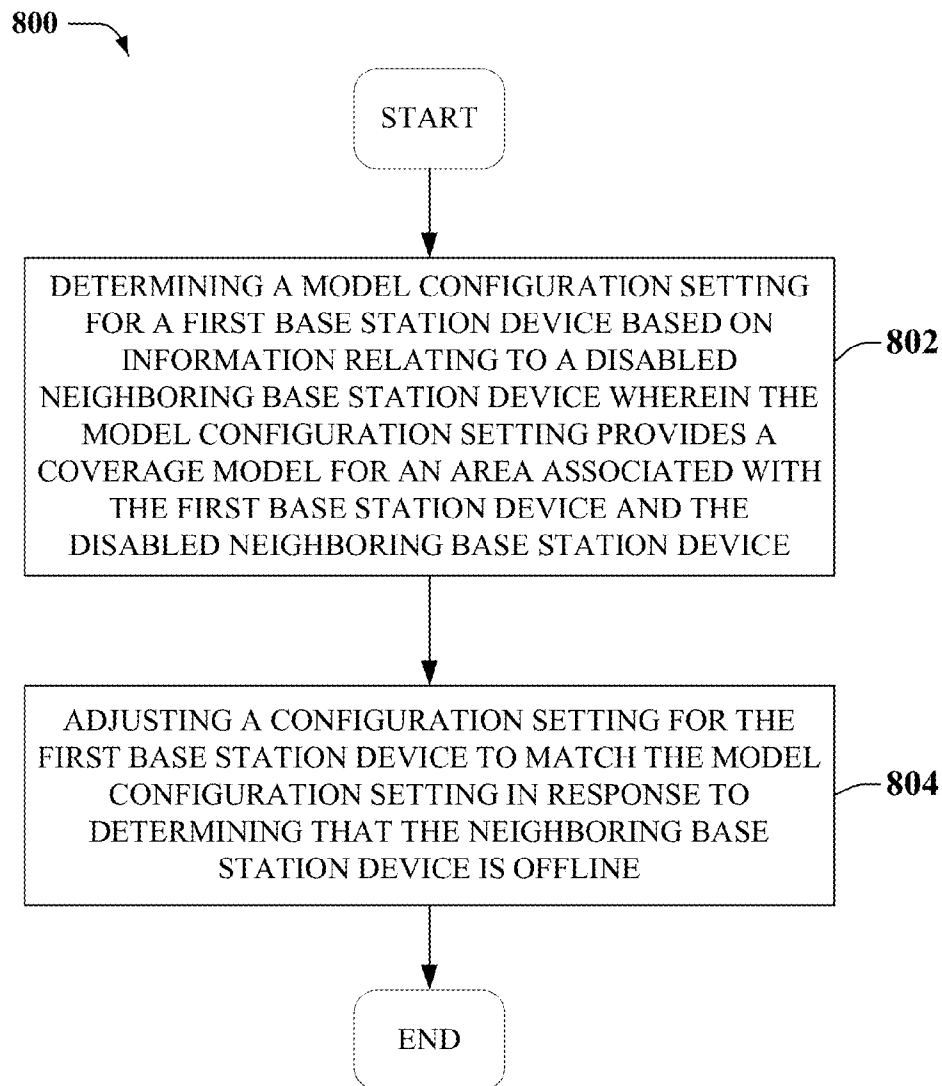 800
START
DETERMINING A MODEL CONFIGURATION SETTING
FOR A FIRST BASE STATION DEVICE BASED ON
INFORMATION RELATING TO A DISABLED
NEIGHBORING BASE STATION DEVICE WHEREIN THE
MODEL CONFIGURATION SETTING PROVIDES A
COVERAGE MODEL FOR AN AREA ASSOCIATED WITH
THE FIRST BASE STATION DEVICE AND THE
DISABLED NEIGHBORING BASE STATION DEVICE
802
ADJUSTING A CONFIGURATION SETTING FOR THE
FIRST BASE STATION DEVICE TO MATCH THE MODEL
CONFIGURATION SETTING IN RESPONSE TO
DETERMINING THAT THE NEIGHBORING BASE
STATION DEVICE IS OFFLINE
804
END